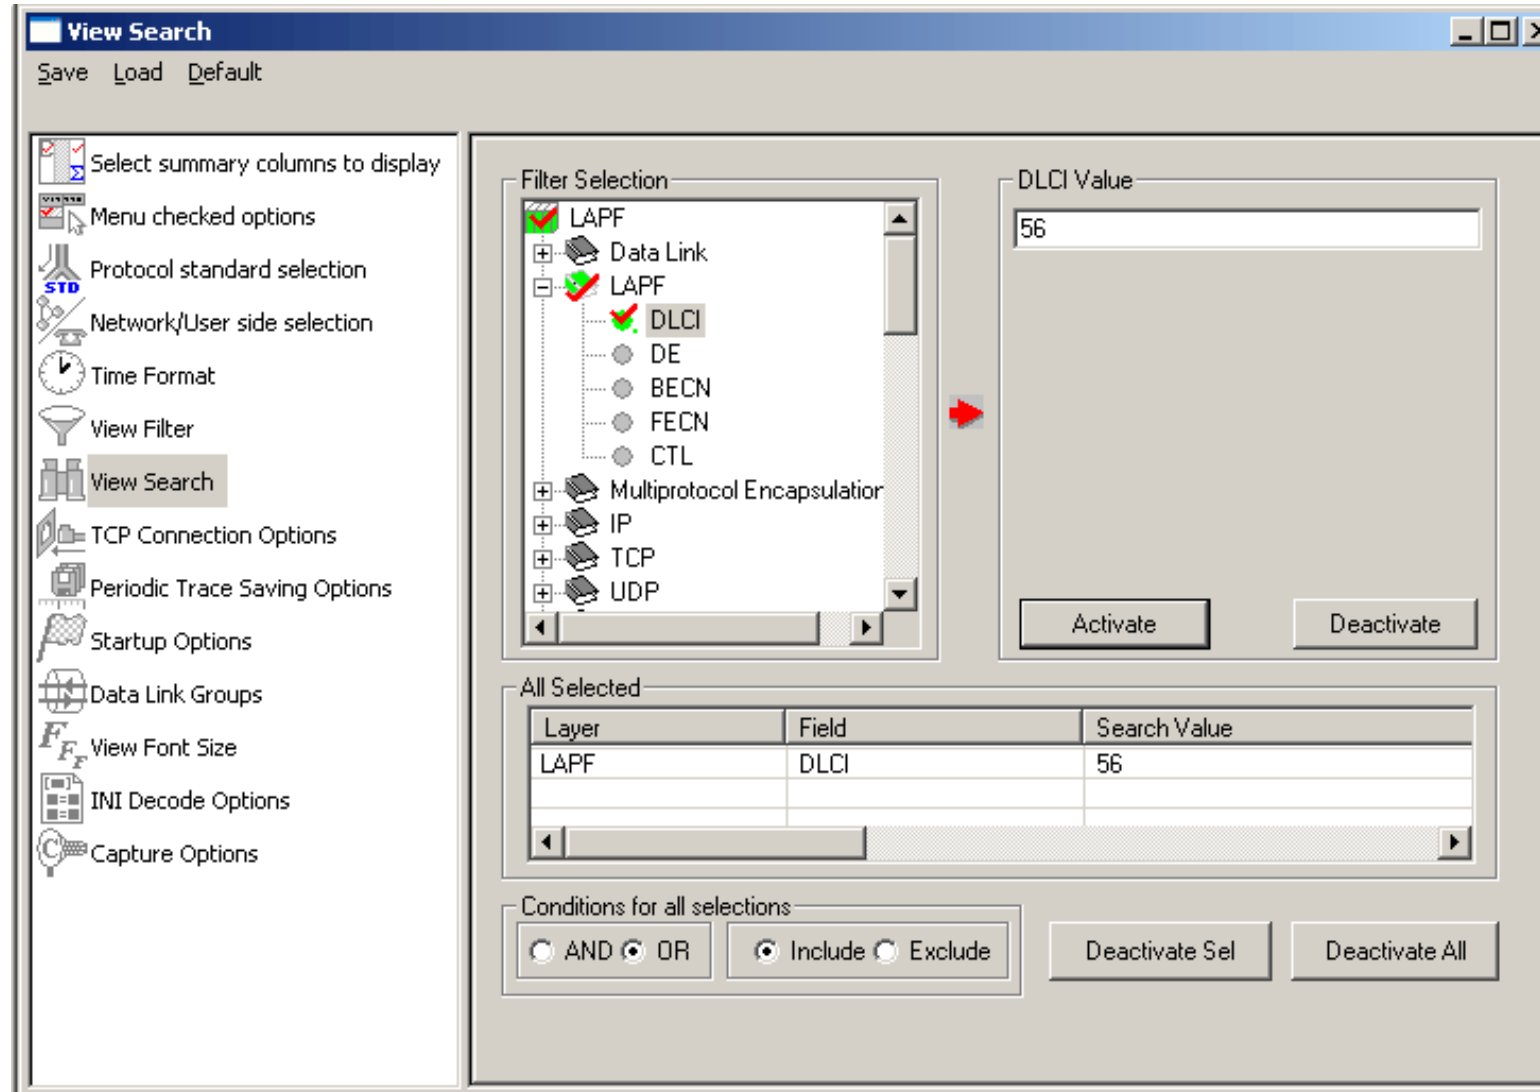 View Search
Save Load Default
Select summary columns to display
Menu checked options
STD
Protocol standard selection
Network/User side selection
Time Format
View Filter
View Search
TCP Connection Options
Periodic Trace Saving Options
Startup Options
Data Link Groups
View Font Size
INI Decode Options
Capture Options
Filter Selection
LAPF
Data Link
LAPF
DLCI
DE
BECN
FECN
CTL
Multiprotocol Encapsulation
IP
TCP
UDP
DLCI Value
56
Activate Deactivate
All Selected
Layer Field Search Value
LAPF DLCI 56
Conditions for all selections
AND OR Include Exclude
Deactivate Sel Deactivate All